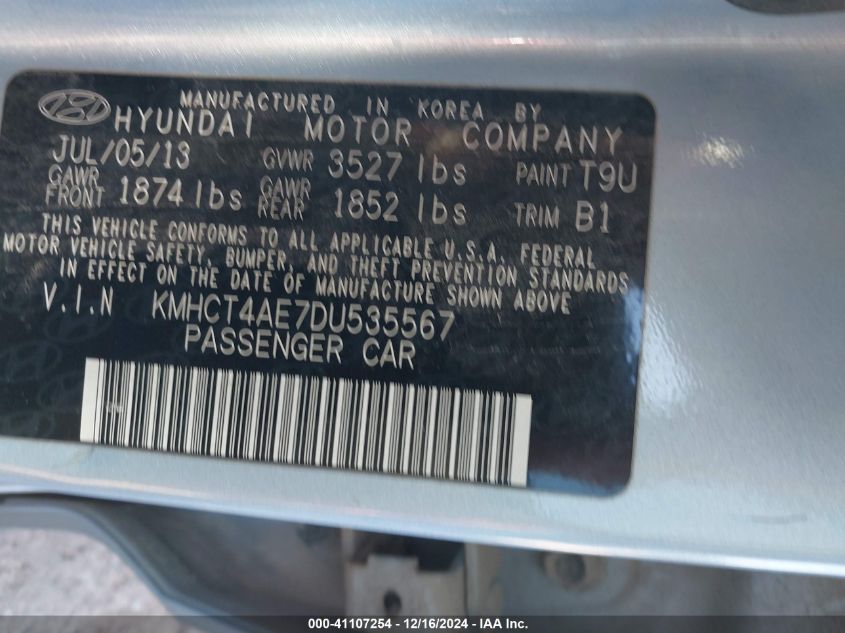 MANUFACTURED IN KOREA BY
HYUNDAI MOTOR COMPANY
JUL/05/13 GVWR 3527 lbs PAINT T9U
GAWR FRONT 1874 lbs GAWR REAR 1852 lbs TRIM B1
THIS VEHICLE CONFORMS TO ALL APPLICABLE U.S.A. FEDERAL
MOTOR VEHICLE SAFETY, BUMPER, AND THEFT PREVENTION STANDARDS
IN EFFECT ON THE DATE OF MANUFACTURE SHOWN ABOVE.
V.I.N KMHCT4AE7DU535567
PASSENGER CAR
000-41107254 - 12/16/2024 - IAAI.com.